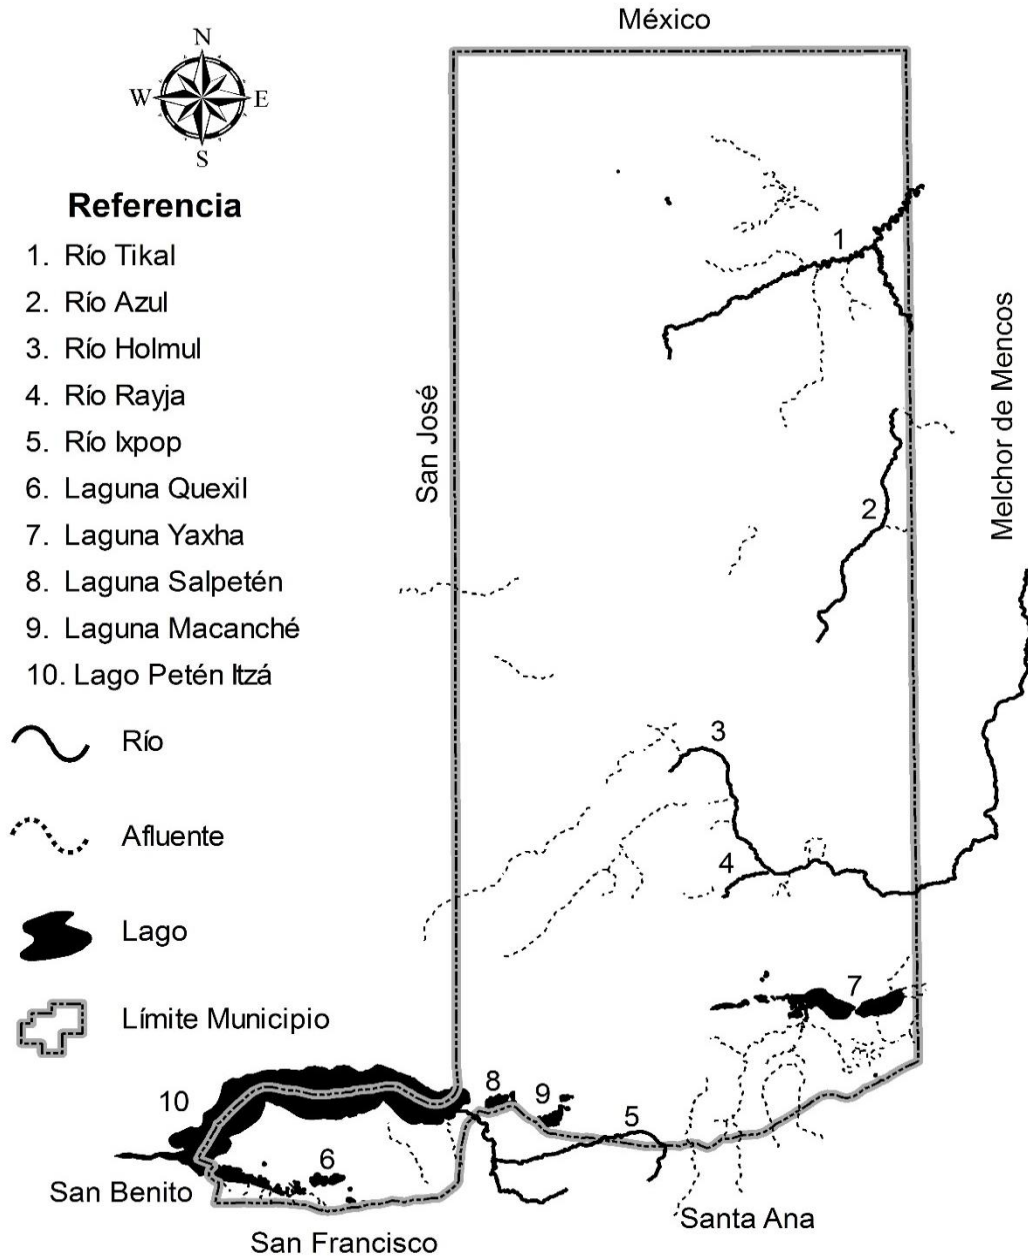 México
N
W E
S
Referencia
1. Río Tikal
2. Río Azul
3. Río Holmul
4. Río Rayja
5. Río Ixpop
6. Laguna Quexil
7. Laguna Yaxha
8. Laguna Salpetén
9. Laguna Macanché
10. Lago Petén Itzá
Río
Afluente
Lago
Límite Municipio
San José
Melchor de Mencos
1
2
3
4
7
10
8
9
5
6
San Benito
San Francisco
Santa Ana